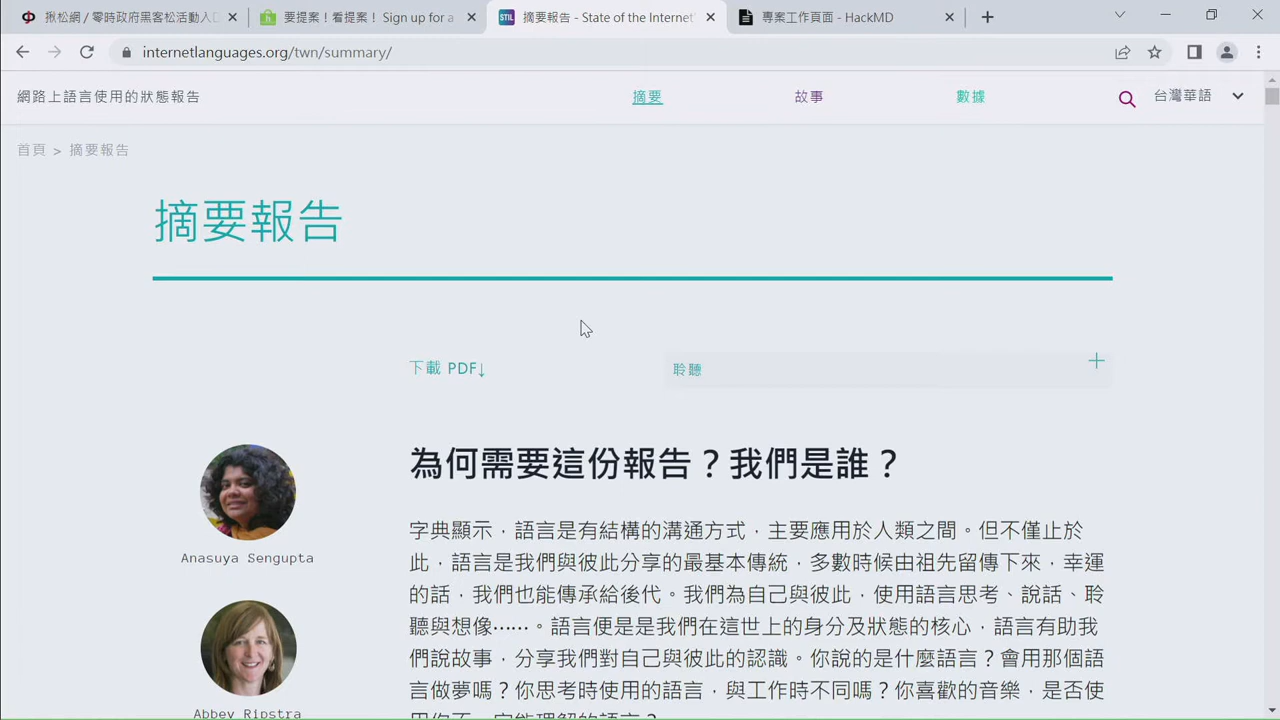 揪松網 / 零時政府黑客松活動入口
要提案！看提案！ Sign up for a
摘要報告 - State of the Internet'
專案工作頁面 - HackMD
internetlanguages.org/twn/summary/
網路上語言使用的狀態報告
摘要
故事
數據
台灣華語
首頁 > 摘要報告
摘要報告
下載 PDF↓
聆聽
為何需要這份報告？我們是誰？
字典顯示，語言是有結構的溝通方式，主要應用於人類之間。但不僅止於
此，語言是我們與彼此分享的最基本傳統，多數時候由祖先留傳下來，幸運
的話，我們也能傳承給後代。我們為自己與彼此，使用語言思考、說話、聆
聽與想像……。語言便是是我們在這世上的身分及狀態的核心，語言有助我
們說故事，分享我們對自己與彼此的認識。你說的是什麼語言？會用那個語
言做夢嗎？你思考時使用的語言，與工作時不同嗎？你喜歡的音樂，是否使
Anasuya Sengupta
Abbey Ripstra